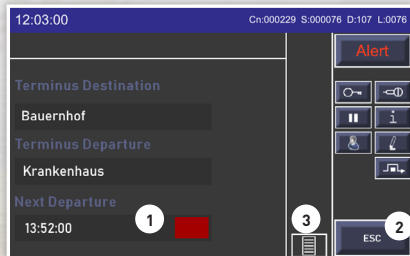 12:03:00 Cn:000229 S:000076 D:107 L:0076
Alert
Terminus Destination
Bauernhof
Terminus Departure
i
Krankenhaus
Next Departure
13:52:00 1 3 2
ESC